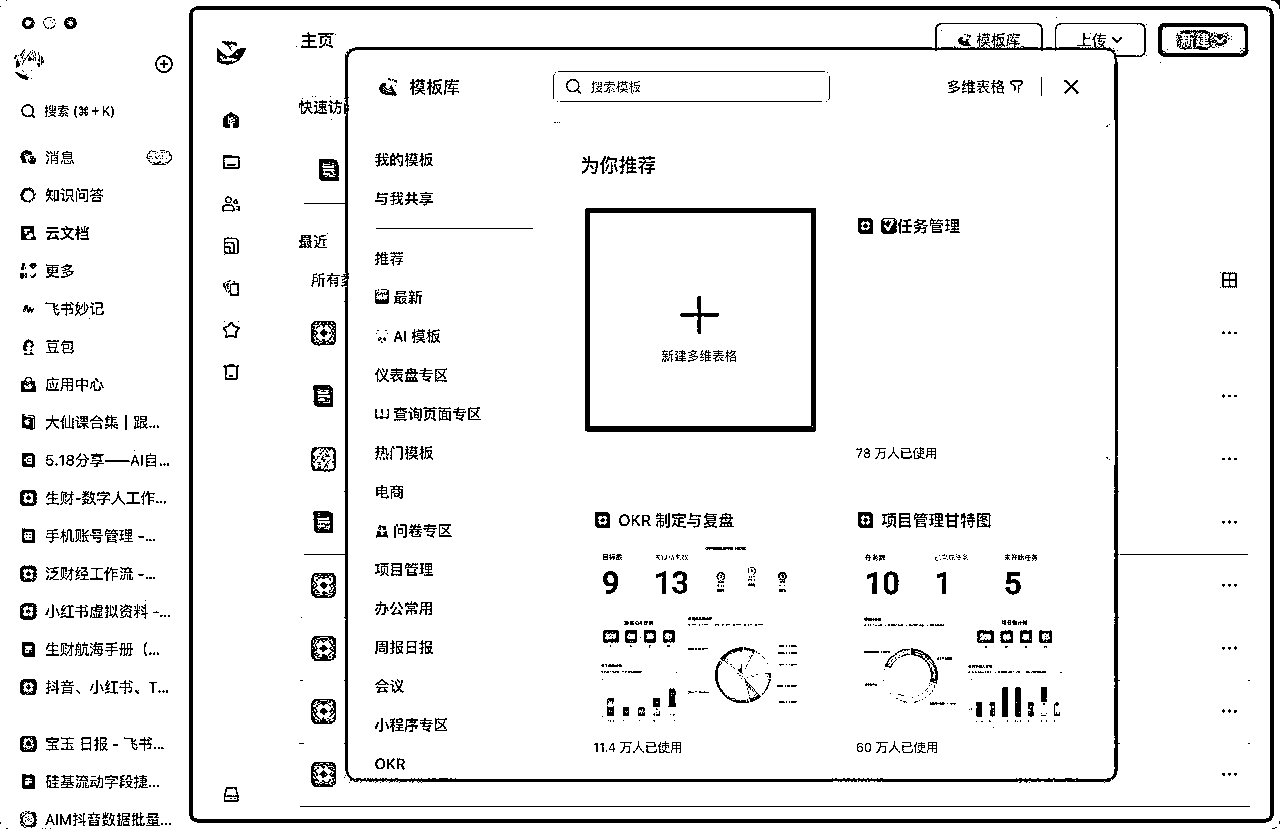 搜索 (⌘+K)
消息
知识问答
云文档
更多
飞书妙记
豆包
应用中心
大仙课合集 | 跟...
5.18分享——AI自...
生财-数字人工作...
手机账号管理 -...
泛财经工作流 -...
小红书虚拟资料 -...
生财航海手册（...
抖音、小红书、T...
宝玉 日报 - 飞书...
硅基流动字段捷...
AIM抖音数据批量...
主页
模板库
上传
新建
快速访
最近
所有
模板库
搜索模板
多维表格
我的模板
与我共享
推荐
最新
AI 模板
仪表盘专区
查询页面专区
热门模板
电商
问卷专区
项目管理
办公常用
周报日报
会议
小程序专区
OKR
为你推荐
新建多维表格
任务管理
78 万人已使用
OKR 制定与复盘
目标数
9
13
11.4 万人已使用
项目管理甘特图
任务数
10
1
未开始任务
5
60 万人已使用